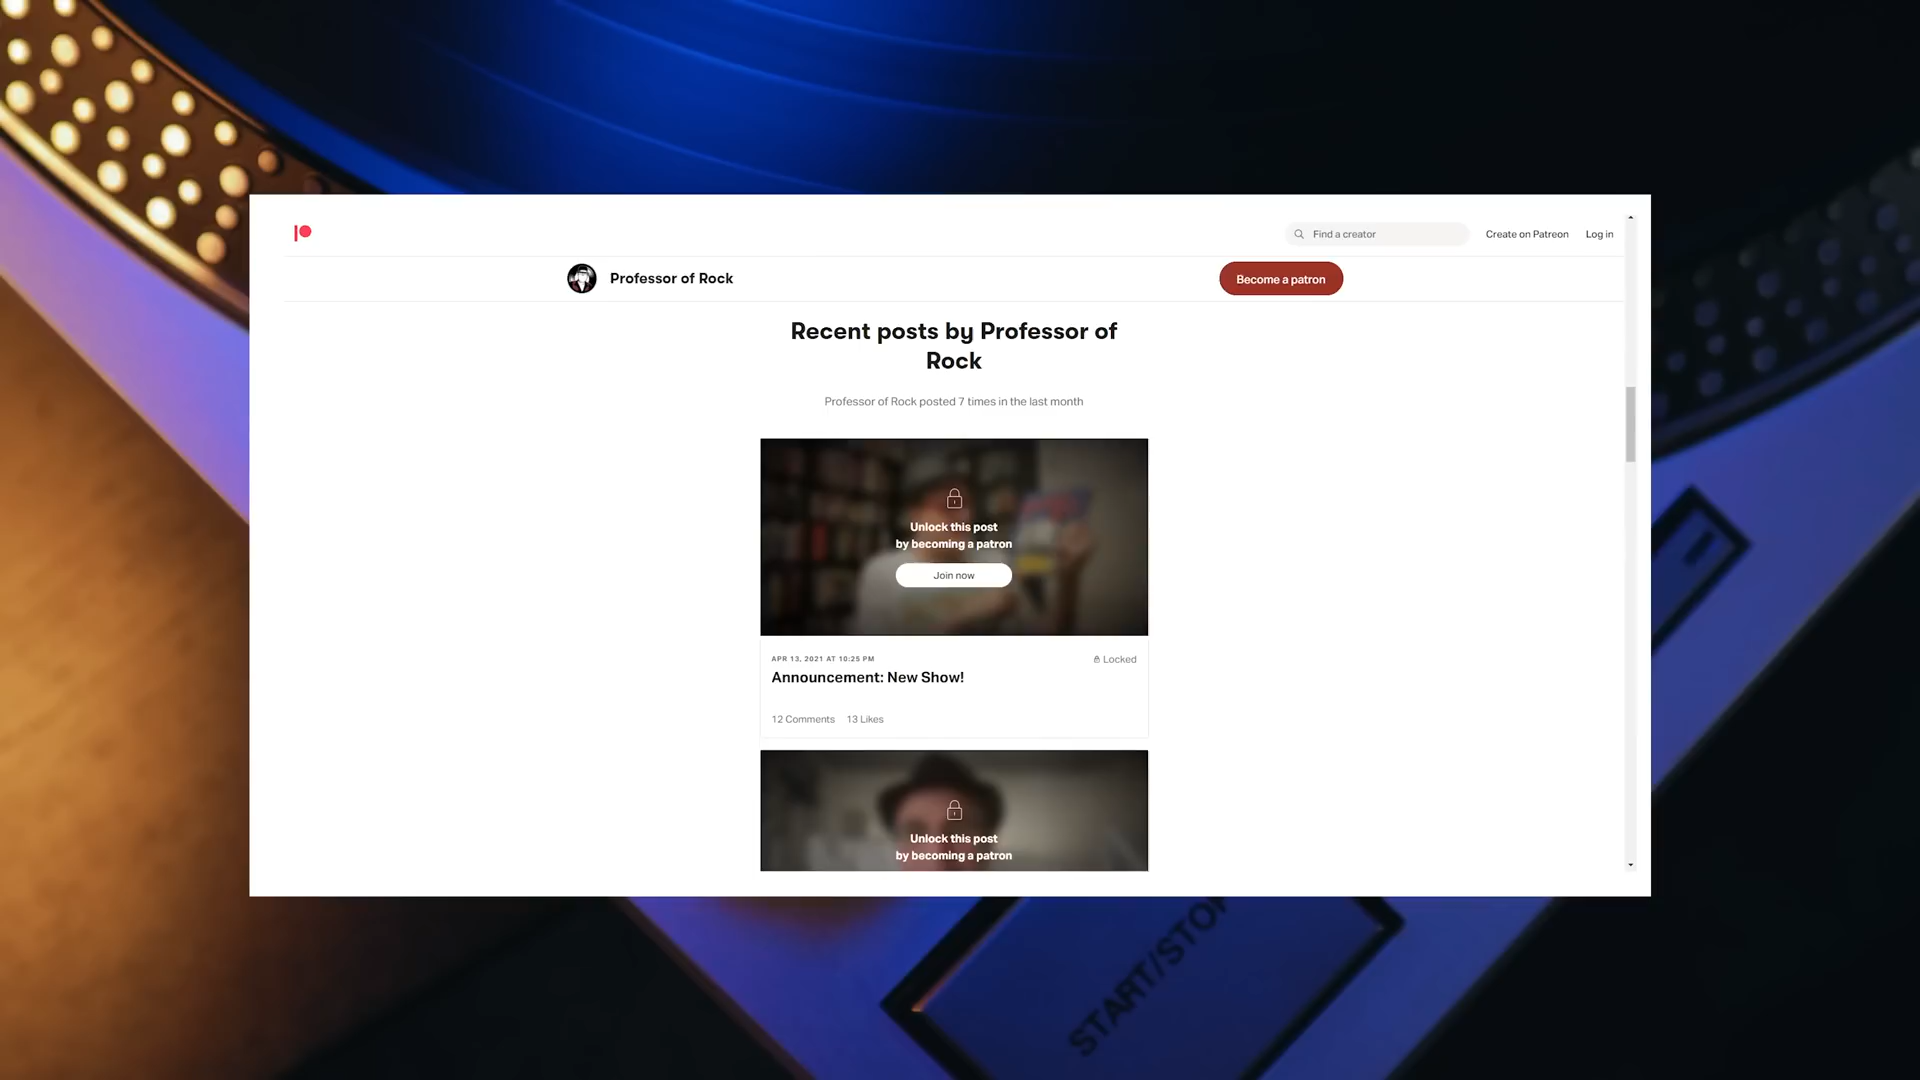 Find a creator
Create on Patreon
Log in
Professor of Rock
Become a patron
Recent posts by Professor of
Rock
Professor of Rock posted 7 times in the last month
Unlock this post
by becoming a patron
Join now
APR 13, 2021 AT 10:25 PM
Locked
Announcement: New Show!
12 Comments 13 Likes
Unlock this post
by becoming a patron
START/STOP